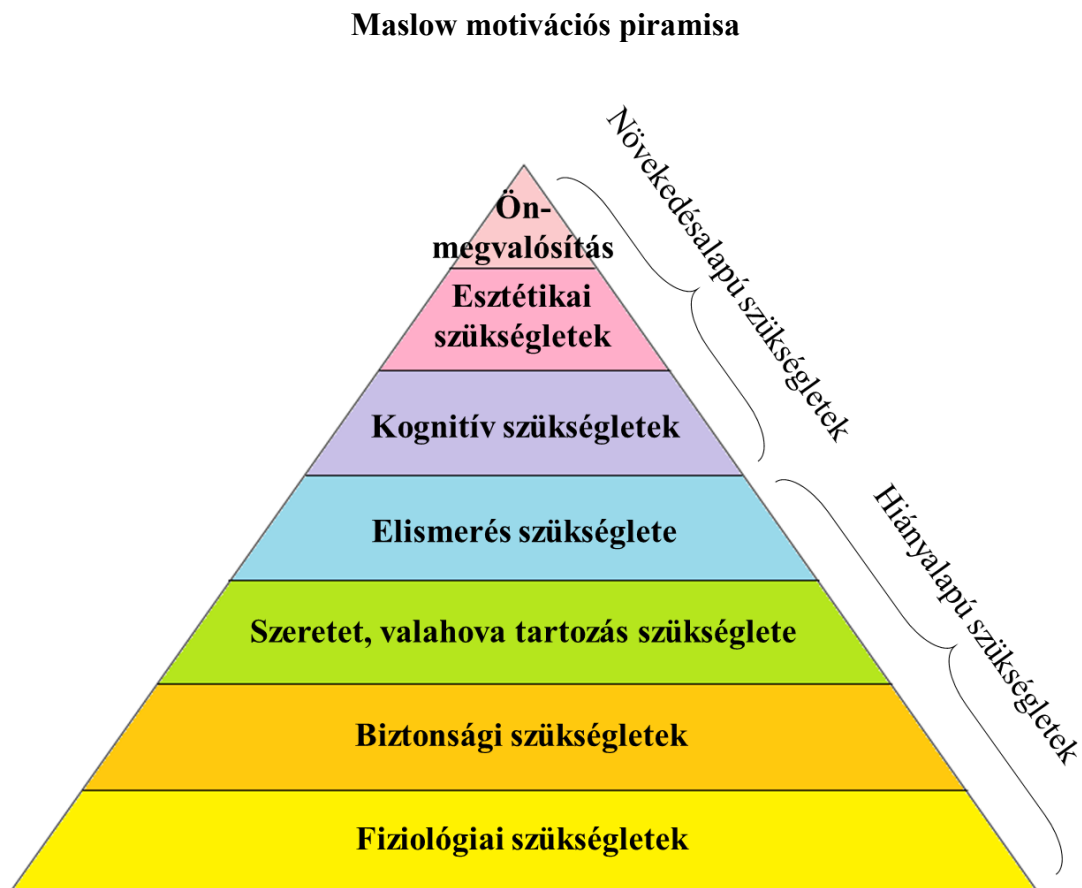 Maslow motivációs piramisa
Növekedésalapú szükségletek
Ön-
megvalósítás
Esztétikai
szükségletek
Kognitív szükségletek
Hiányalapú szükségletek
Elismerés szükséglete
Szeretet, valahova tartozás szükséglete
Biztonsági szükségletek
Fiziológiai szükségletek